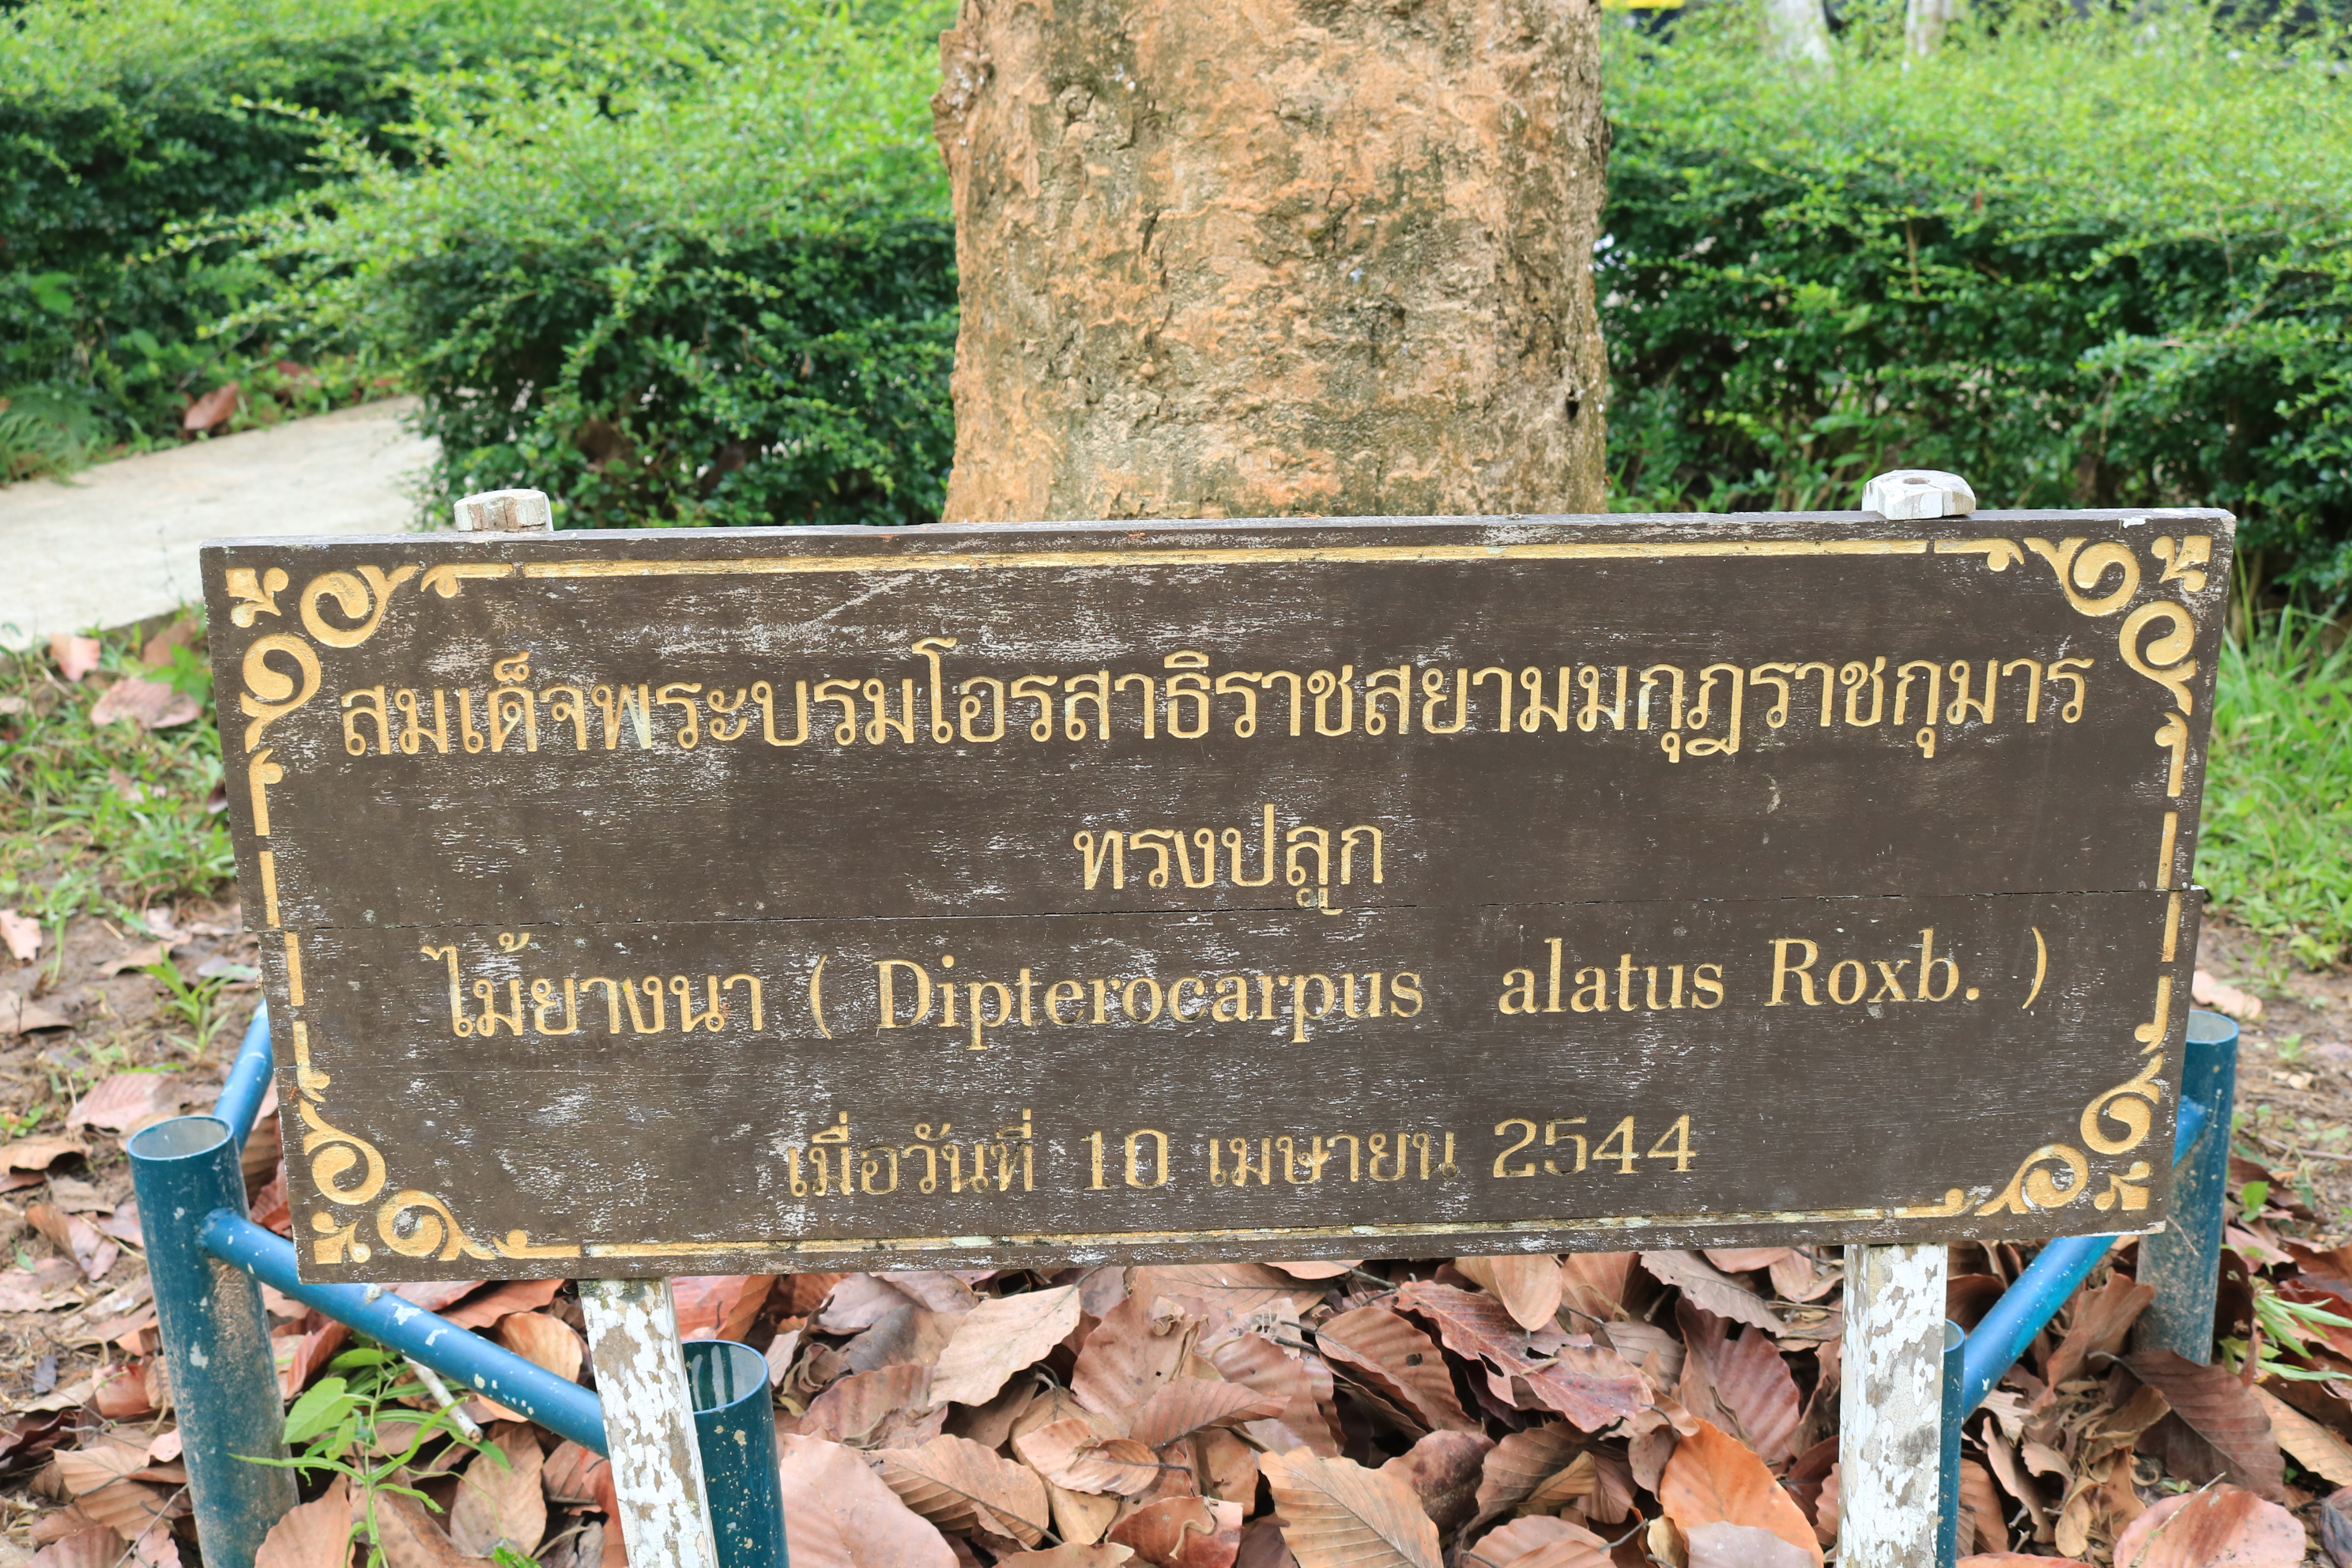 สมเด็จพระบรมโอรสาธิราชสยามมกุฎราชกุมาร
ทรงปลูก
ไม้ยางนา ( Dipterocarpus alatus Roxb. )
เมื่อวันที่ 10 เมษายน 2544